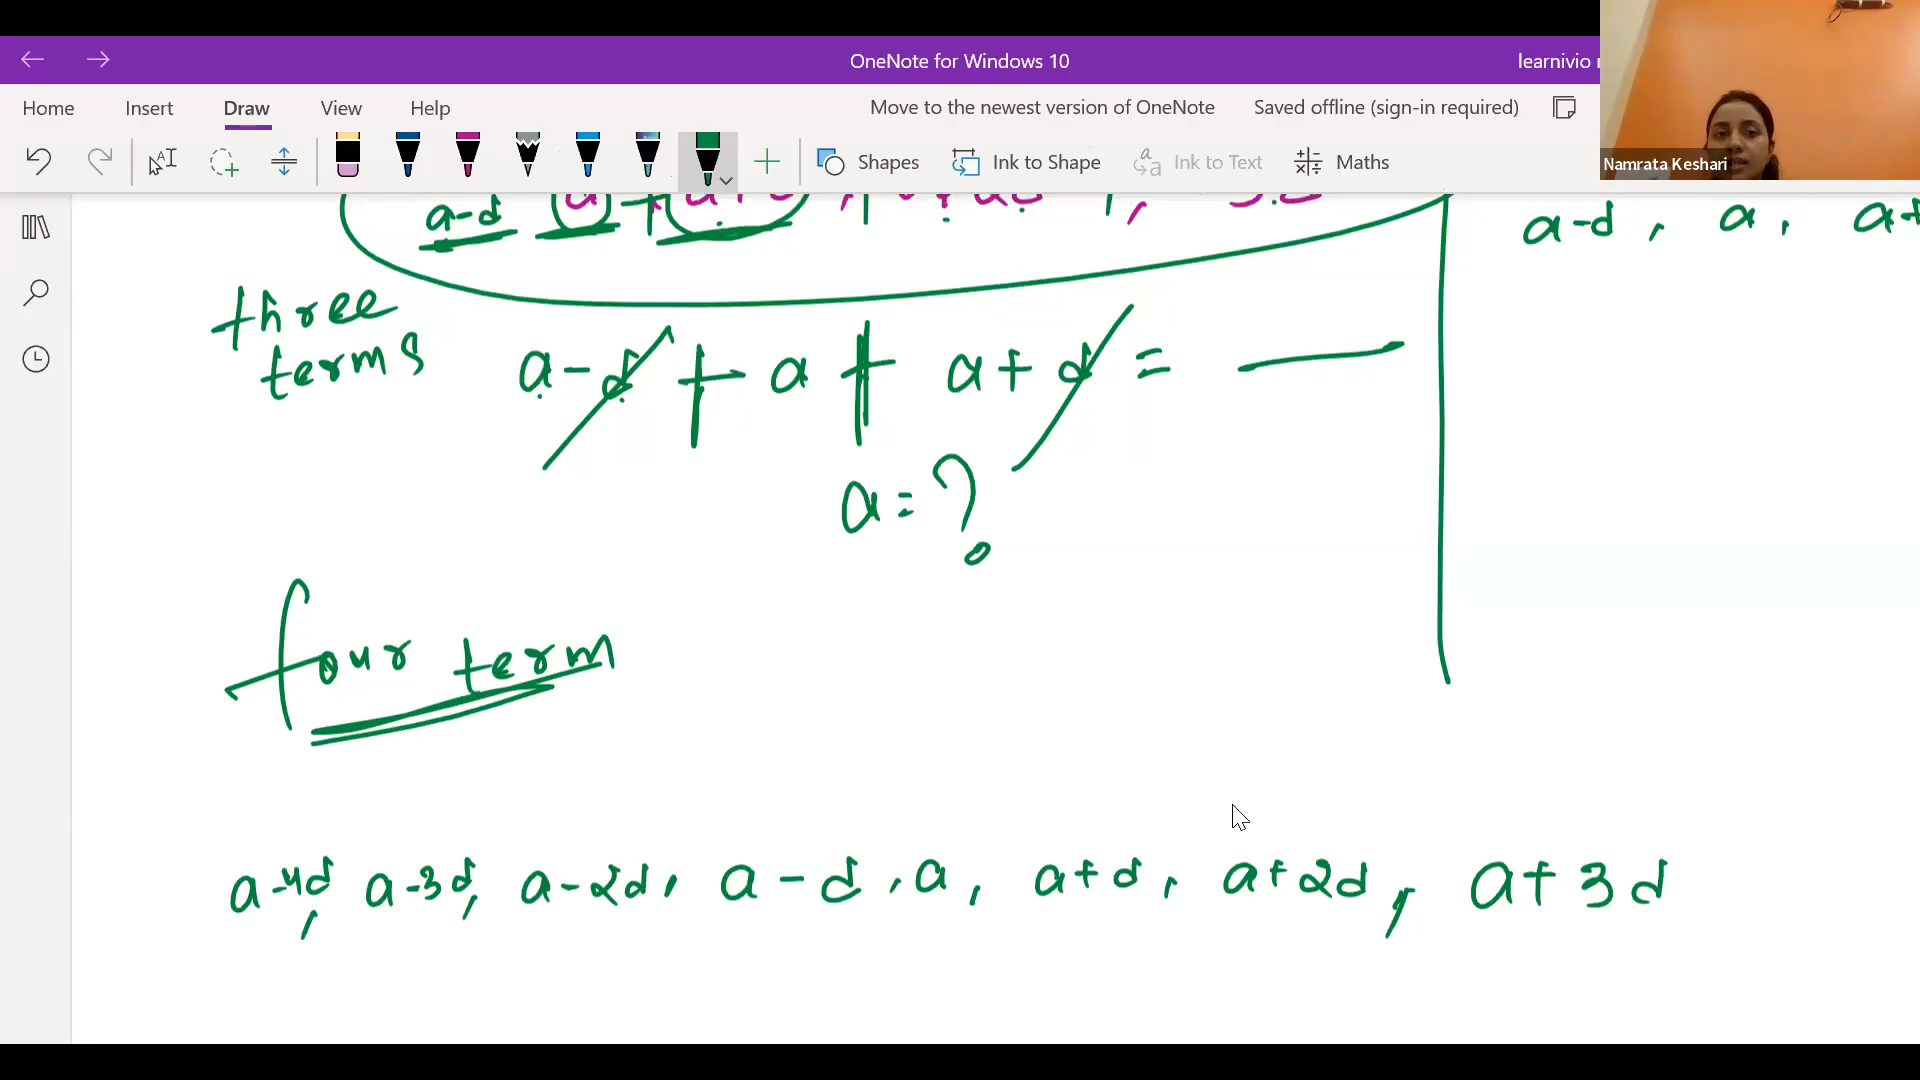 OneNote for Windows 10
learnivio
Home Insert Draw View Help
Move to the newest version of OneNote Saved offline (sign-in required)
Shapes Ink to Shape Ink to Text Maths
Namrata Keshari
a-d
a-d, a, a+
three
terms
a-d + a + a+d =
a=?
four term
a-4d, a-3d, a-2d, a-d, a, a+d, a+2d, a+3d